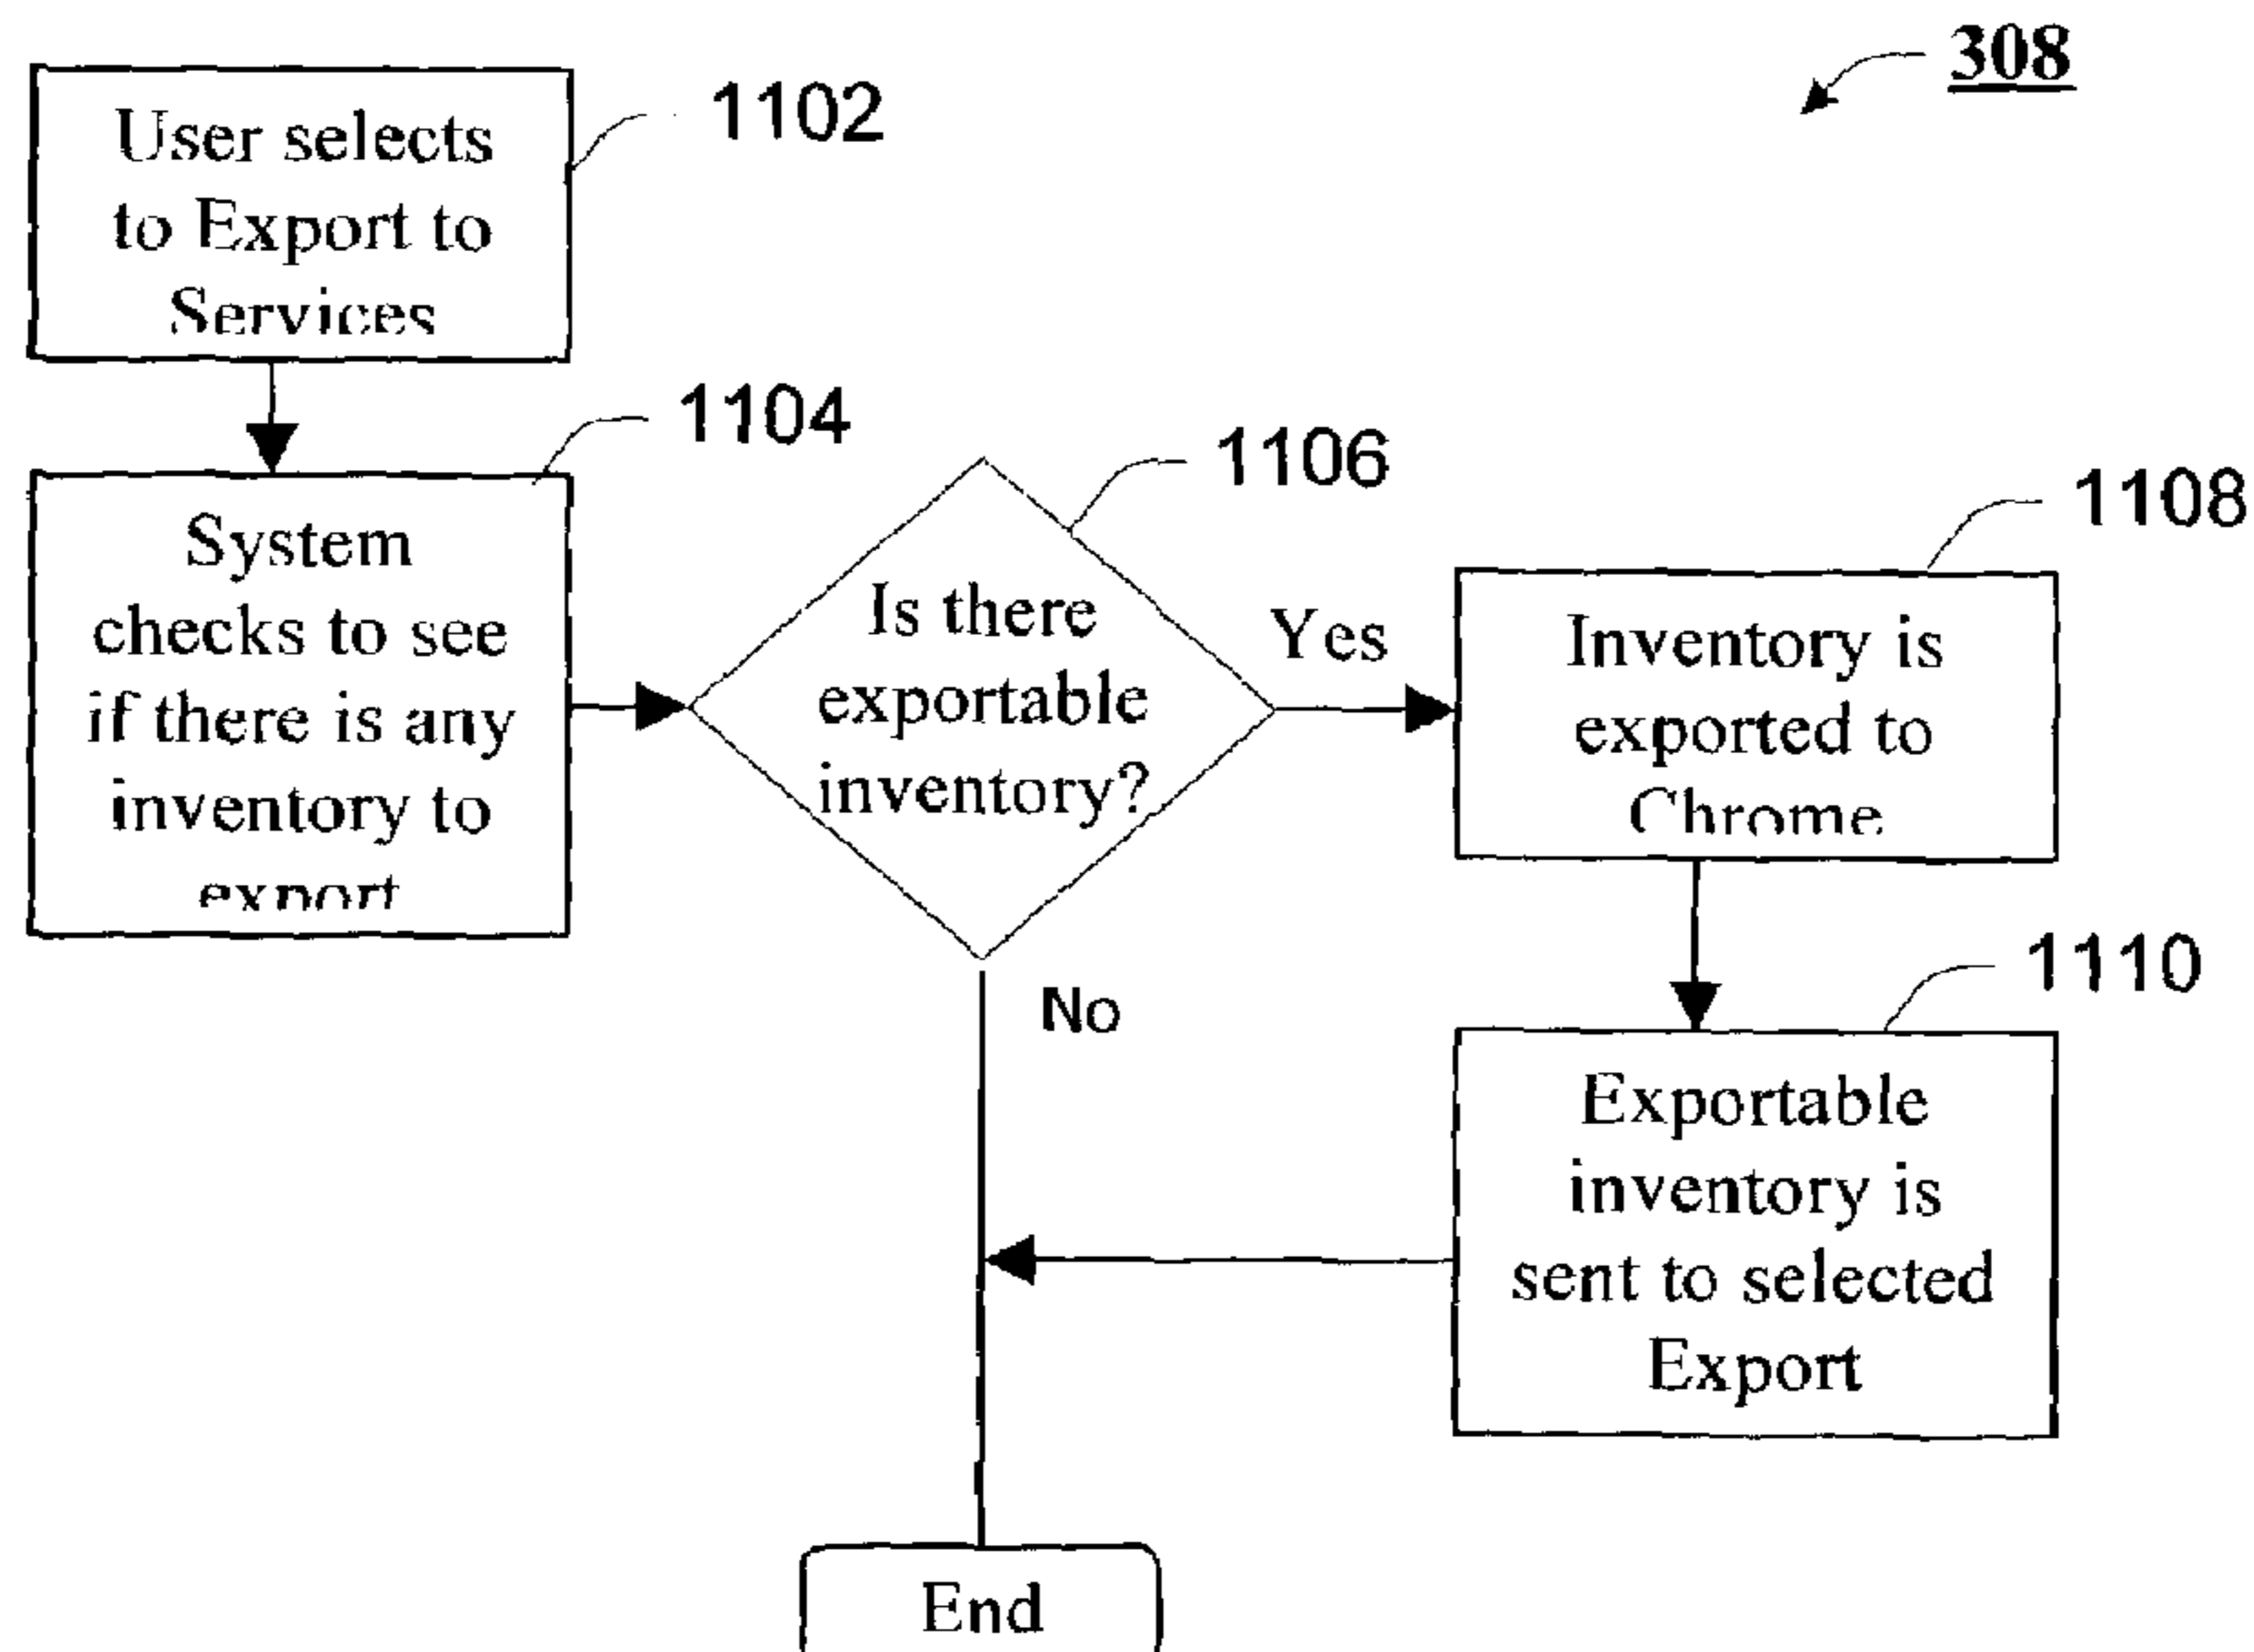 308
User selects
to Export to
Services
1102
1104
System
checks to see
if there is any
inventory to
export
1106
Is there
exportable
inventory?
Yes
No
1108
Inventory is
exported to
Chrome
1110
Exportable
inventory is
sent to selected
Export
End